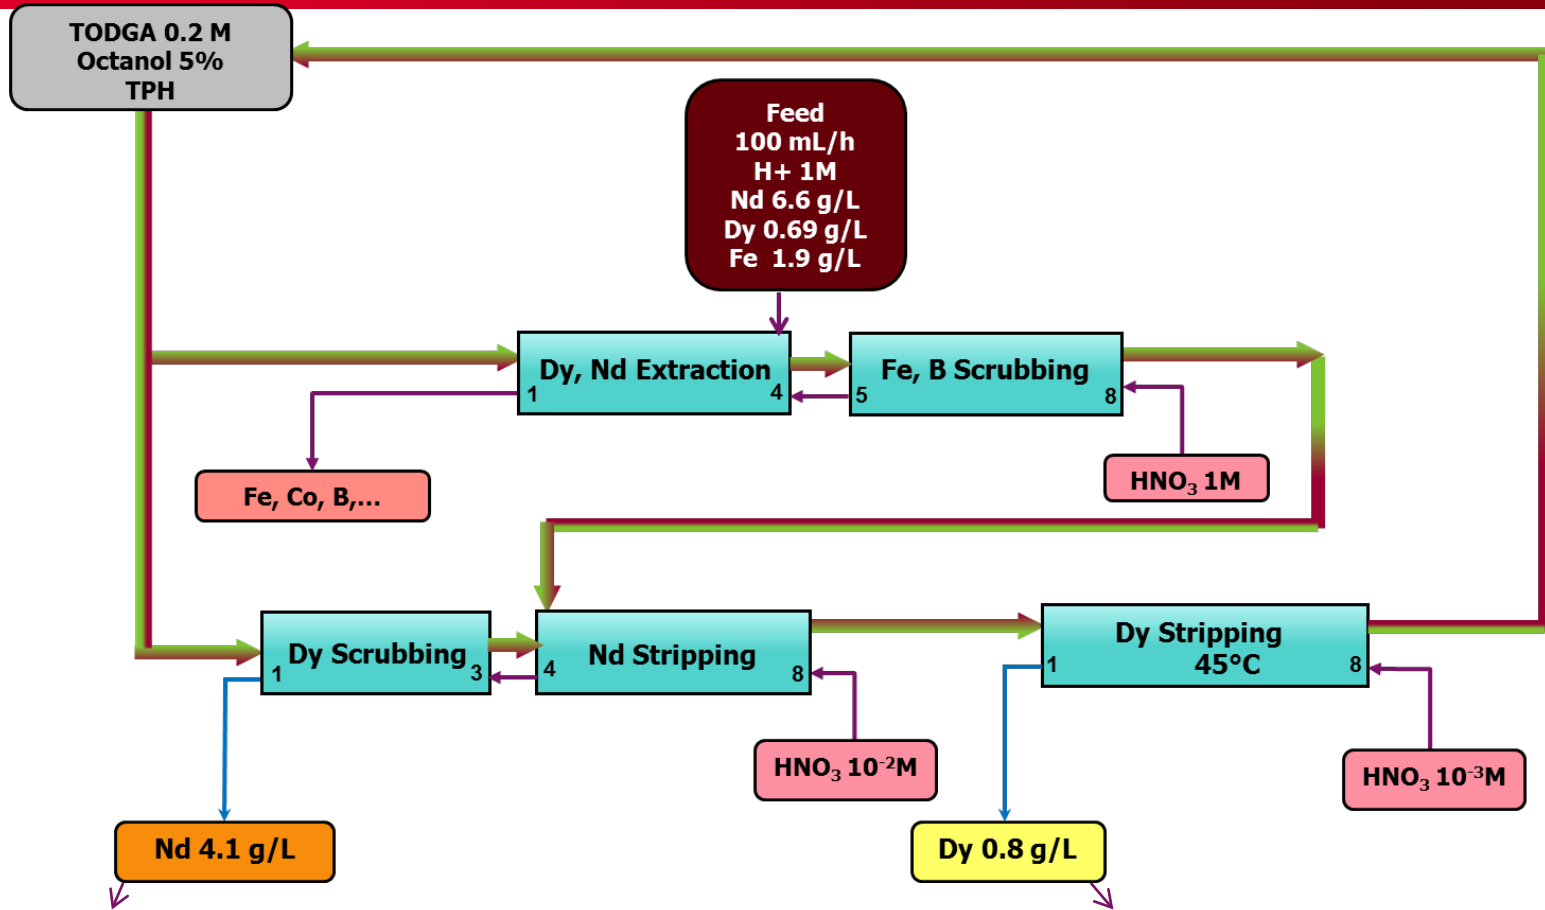 TODGA 0.2 M
Octanol 5%
TPH
Feed
100 mL/h
H+ 1M
Nd 6.6 g/L
Dy 0.69 g/L
Fe 1.9 g/L
Dy, Nd Extraction
1
4
Fe, B Scrubbing
5
8
Fe, Co, B,...
HNO₃ 1M
Dy Scrubbing
1
3
Nd Stripping
4
8
Dy Stripping
45°C
1
8
HNO₃ 10⁻²M
HNO₃ 10⁻³M
Nd 4.1 g/L
Dy 0.8 g/L